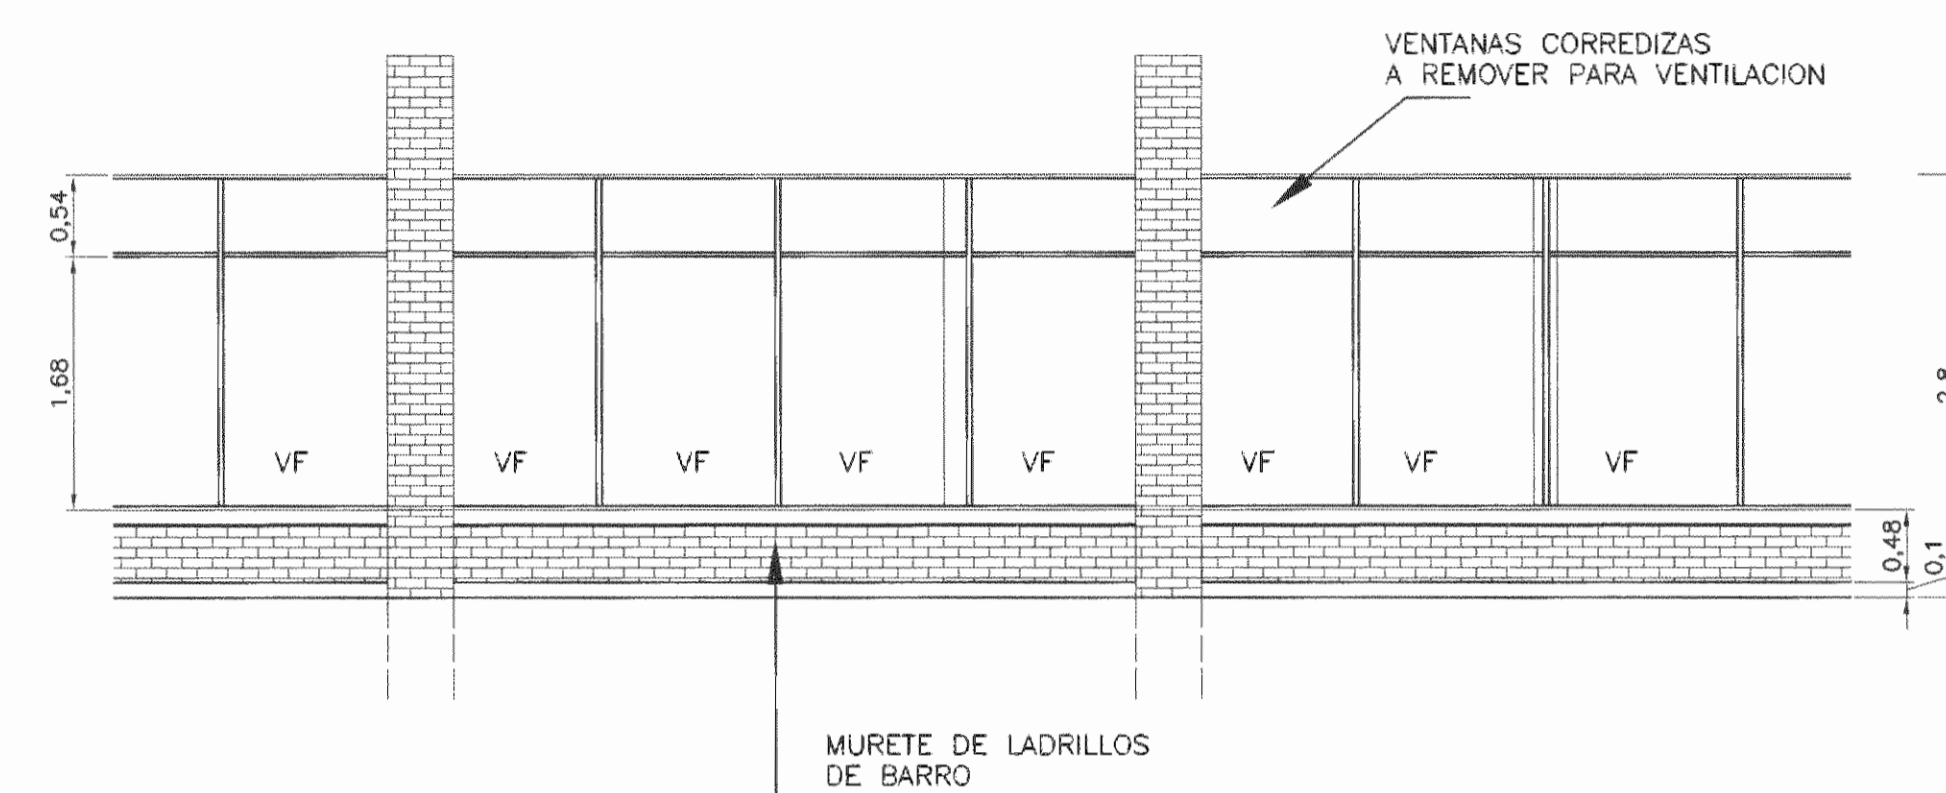 VENTANAS CORREDIZAS
A REMOVER PARA VENTILACION
0,54
1,68
VF VF VF VF VF VF VF VF
0,48
0,1
MURETE DE LADRILLOS
DE BARRO